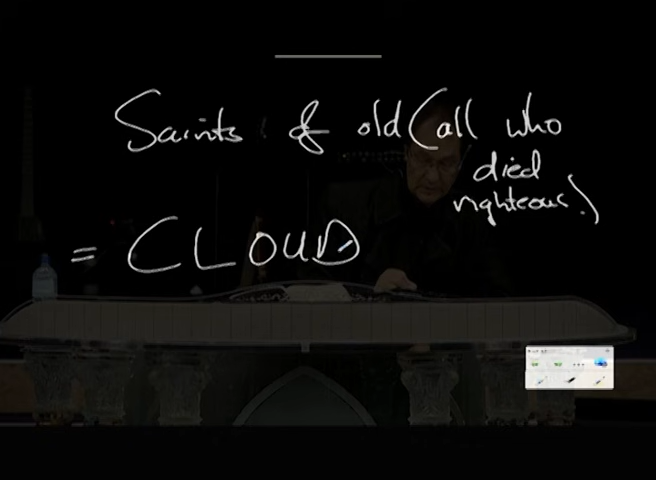 Saints of old (all who
died
righteous.)
= CLOUD